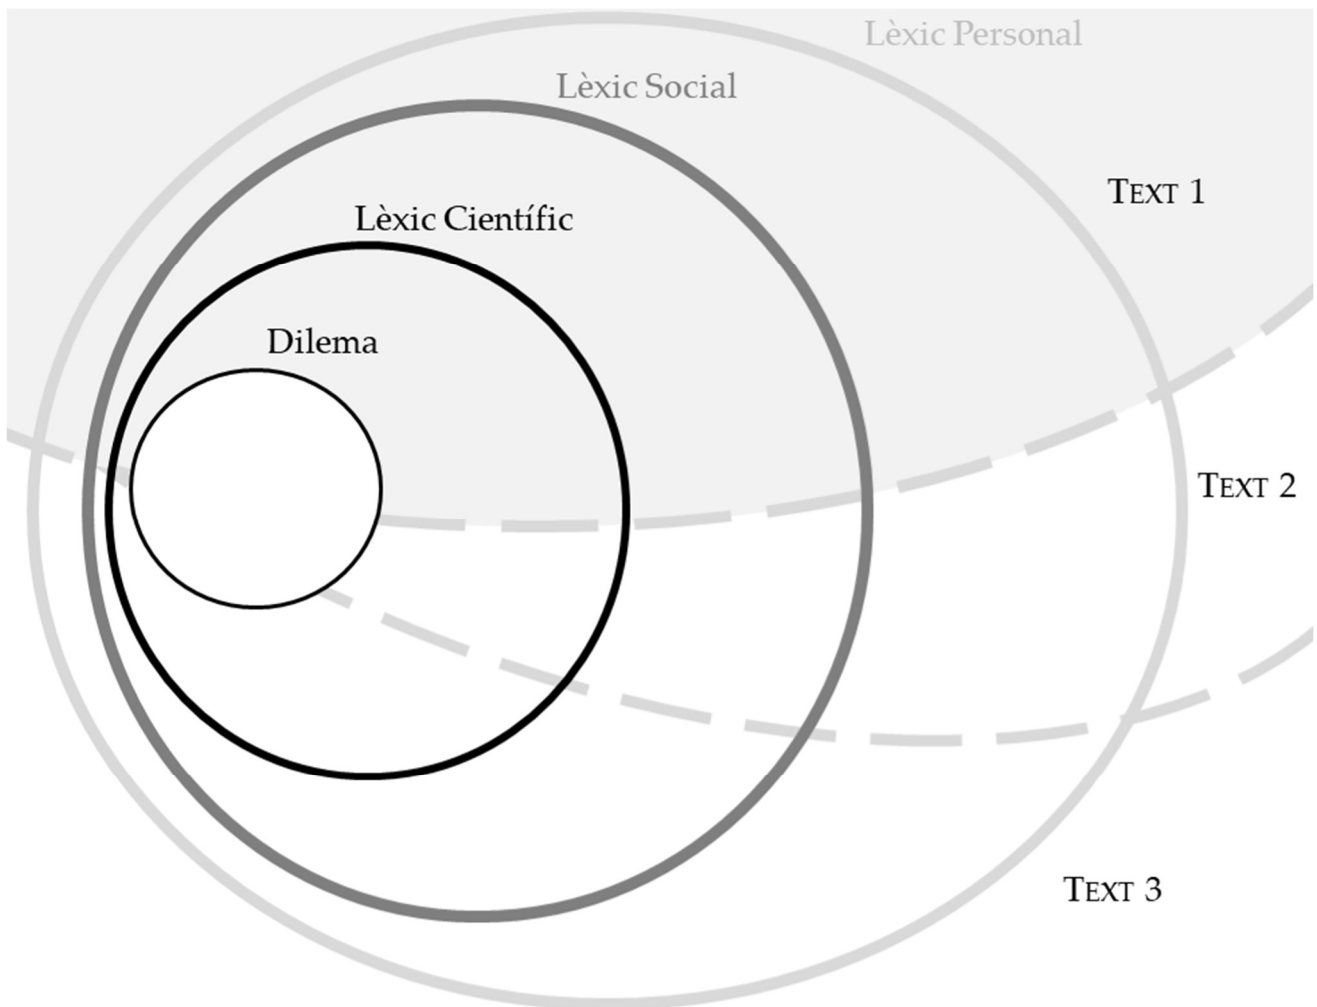 Lèxic Personal
Lèxic Social
TEXT 1
Lèxic Científic
Dilema
TEXT 2
TEXT 3